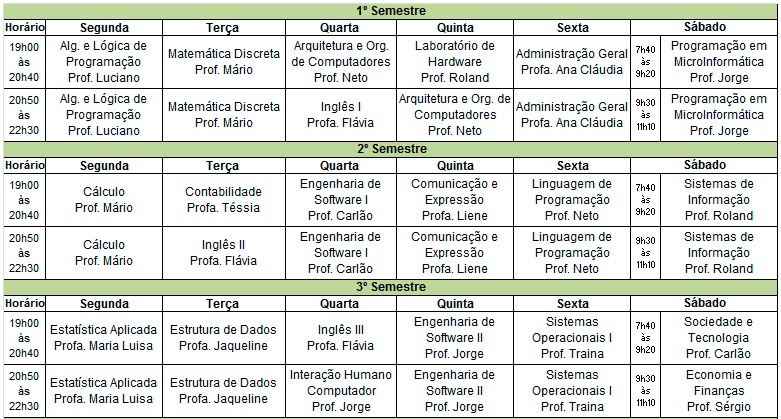 1º Semestre
Horário Segunda Terça Quarta Quinta Sexta Sábado
19h00 às 20h40 Alg. e Lógica de Programação Prof. Luciano Matemática Discreta Prof. Mário Arquitetura e Org. de Computadores Prof. Neto Laboratório de Hardware Prof. Roland Administração Geral Profa. Ana Cláudia 7h40 às 9h20 Programação em MicroInformática Prof. Jorge
20h50 às 22h30 Alg. e Lógica de Programação Prof. Luciano Matemática Discreta Prof. Mário Inglês I Profa. Flávia Arquitetura e Org. de Computadores Prof. Neto Administração Geral Profa. Ana Cláudia 9h30 às 11h10 Programação em MicroInformática Prof. Jorge
2º Semestre
Horário Segunda Terça Quarta Quinta Sexta Sábado
19h00 às 20h40 Cálculo Prof. Mário Contabilidade Profa. Téssia Engenharia de Software I Prof. Carlão Comunicação e Expressão Profa. Liene Linguagem de Programação Prof. Neto 7h40 às 9h20 Sistemas de Informação Prof. Roland
20h50 às 22h30 Cálculo Prof. Mário Inglês II Profa. Flávia Engenharia de Software I Prof. Carlão Comunicação e Expressão Profa. Liene Linguagem de Programação Prof. Neto 9h30 às 11h10 Sistemas de Informação Prof. Roland
3º Semestre
Horário Segunda Terça Quarta Quinta Sexta Sábado
19h00 às 20h40 Estatística Aplicada Profa. Maria Luisa Estrutura de Dados Profa. Jaqueline Inglês III Profa. Flávia Engenharia de Software II Prof. Jorge Sistemas Operacionais I Prof. Traina 7h40 às 9h20 Sociedade e Tecnologia Prof. Carlão
20h50 às 22h30 Estatística Aplicada Profa. Maria Luisa Estrutura de Dados Profa. Jaqueline Interação Humano Computador Prof. Jorge Engenharia de Software II Prof. Jorge Sistemas Operacionais I Prof. Traina 9h30 às 11h10 Economia e Finanças Prof. Sérgio